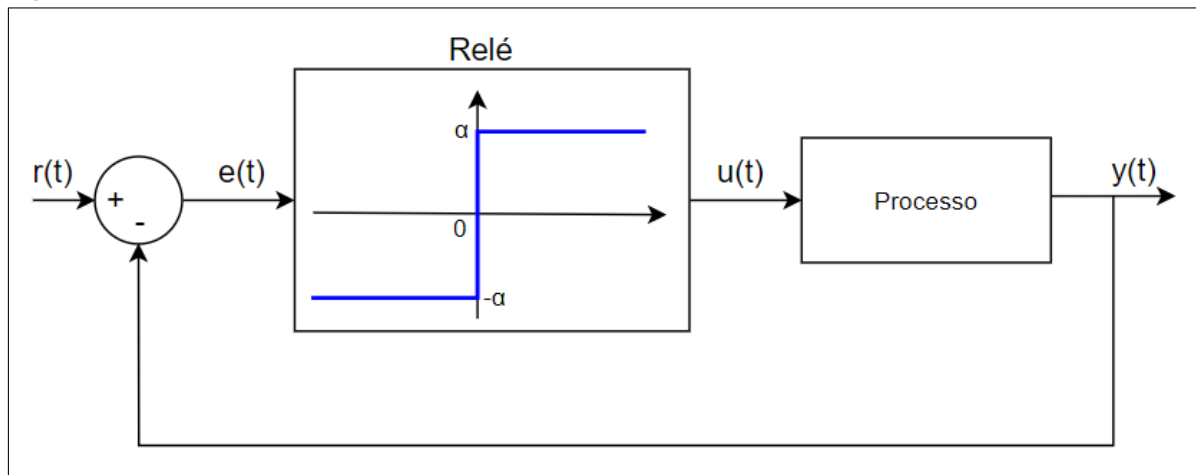 Relé
α
r(t)
+
-
e(t)
0
-α
u(t)
Processo
y(t)